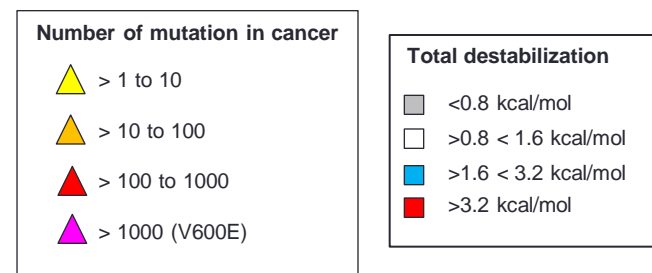 Number of mutation in cancer
> 1 to 10
> 10 to 100
> 100 to 1000
> 1000 (V600E)
Total destabilization
<0.8 kcal/mol
>0.8 < 1.6 kcal/mol
>1.6 < 3.2 kcal/mol
>3.2 kcal/mol